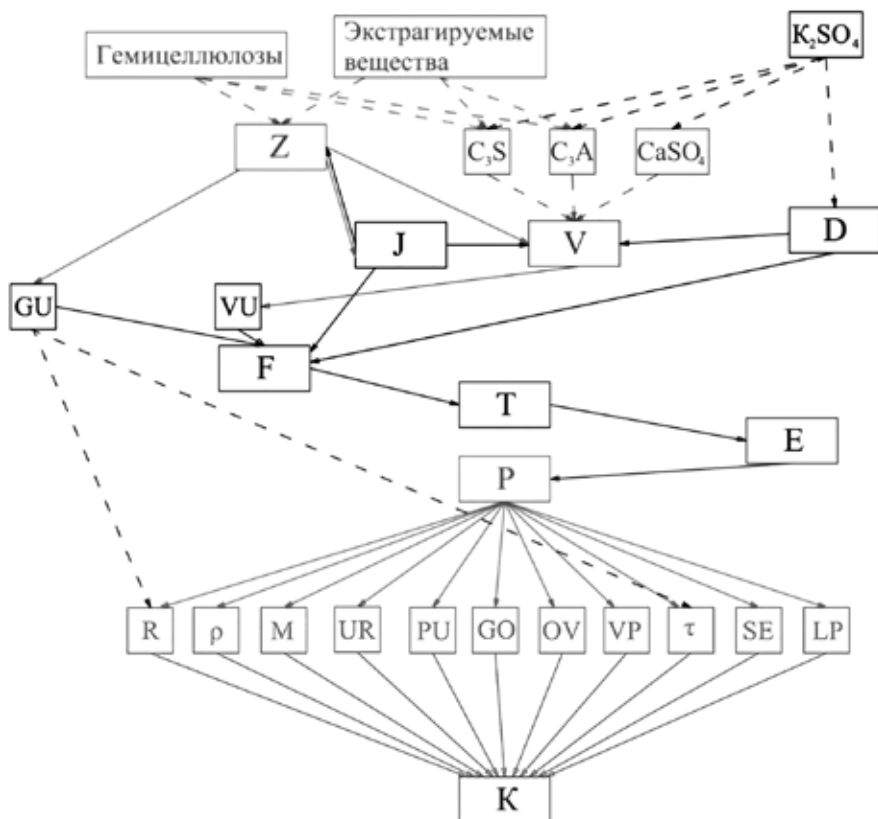 Гемицеллюлозы
Экстрагируемые
вещества
K₂SO₄
Z
C₃S
C₃A
CaSO₄
J
V
D
GU
VU
F
T
E
P
R
ρ
M
UR
PU
GO
OV
VP
τ
SE
LP
K